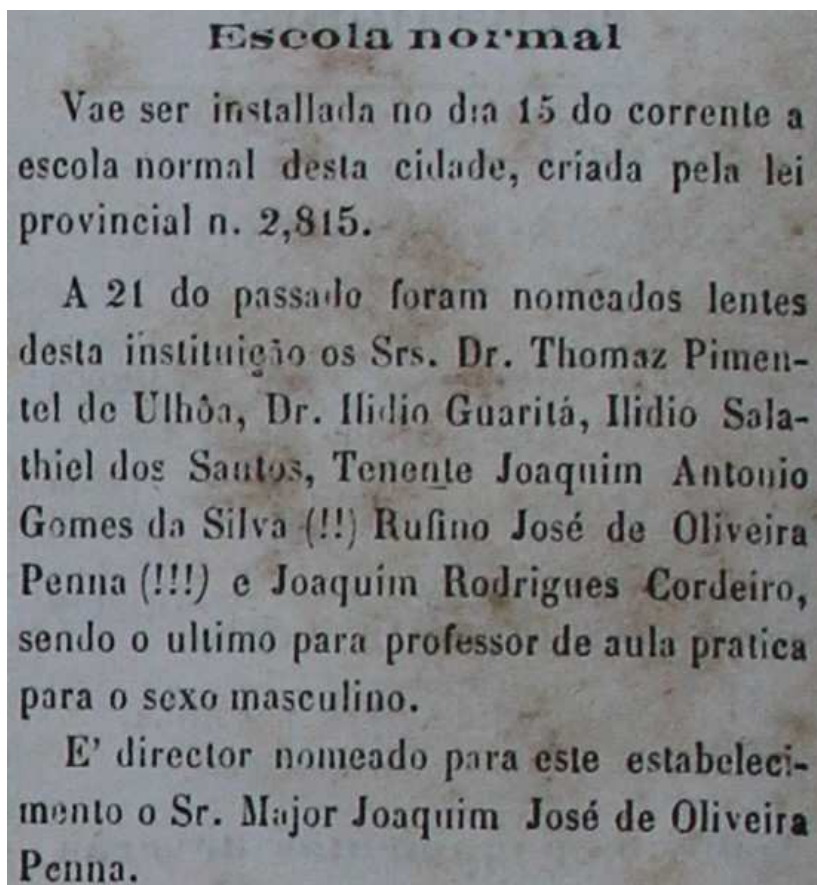 Escola normal
Vae ser installada no dia 15 do corrente a
escola normal desta cidade, criada pela lei
provincial n. 2,815.
A 21 do passado foram nomeados lentes
desta instituição os Srs. Dr. Thomaz Pimen-
tel de Ulhôa, Dr. Ilidio Guaritá, Ilidio Sala-
thiel dos Santos, Tenente Joaquim Antonio
Gomes da Silva (!!) Rufino José de Oliveira
Penna (!!!) e Joaquim Rodrigues Cordeiro,
sendo o ultimo para professor de aula pratica
para o sexo masculino.
E' director nomeado para este estabeleci-
mento o Sr. Major Joaquim José de Oliveira
Penna.